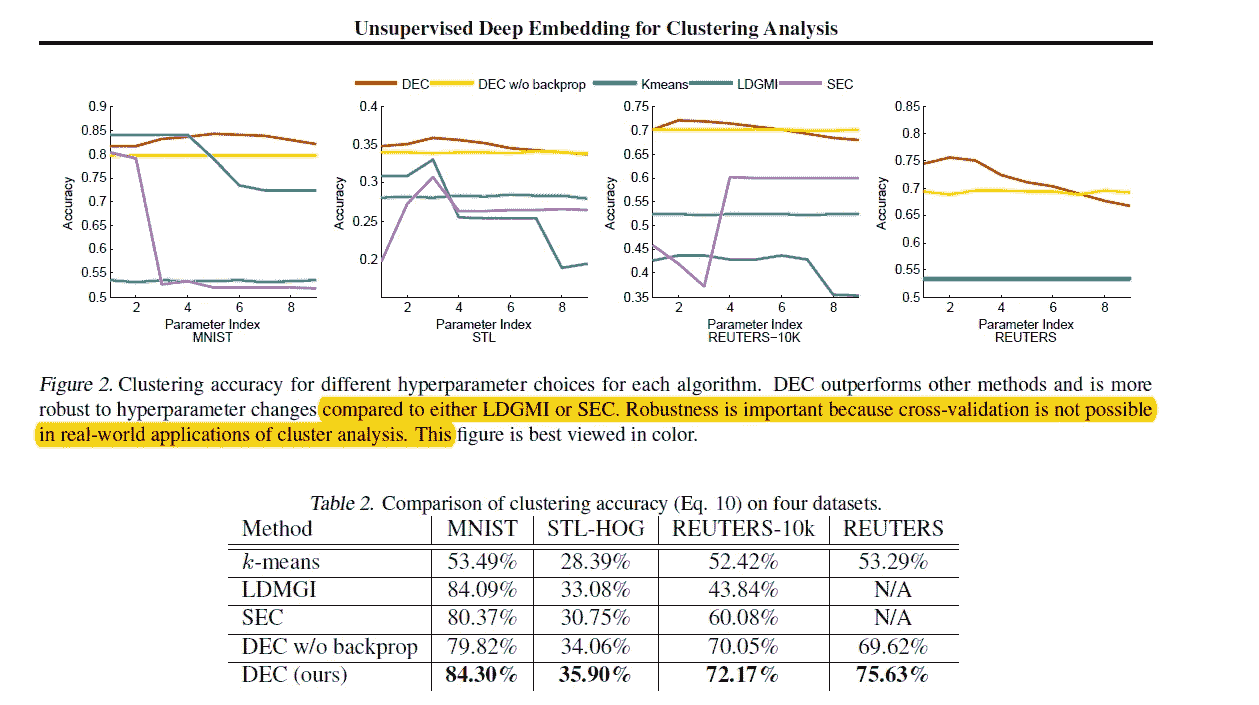 Unsupervised Deep Embedding for Clustering Analysis
DEC DEC w/o backprop Kmeans LDGMI SEC
0.9
0.85
0.8
0.75
0.7
0.65
0.6
0.55
0.5
Accuracy
2 4 6 8
Parameter Index
MNIST
0.4
0.35
0.3
0.25
0.2
Accuracy
2 4 6 8
Parameter Index
STL
0.75
0.7
0.65
0.6
0.55
0.5
0.45
0.4
0.35
Accuracy
2 4 6 8
Parameter Index
REUTERS-10K
0.85
0.8
0.75
0.7
0.65
0.6
0.55
0.5
Accuracy
2 4 6 8
Parameter Index
REUTERS
Figure 2. Clustering accuracy for different hyperparameter choices for each algorithm. DEC outperforms other methods and is more
robust to hyperparameter changes compared to either LDGMI or SEC. Robustness is important because cross-validation is not possible
in real-world applications of cluster analysis. This figure is best viewed in color.
Table 2. Comparison of clustering accuracy (Eq. 10) on four datasets.
Method MNIST STL-HOG REUTERS-10k REUTERS
k-means 53.49% 28.39% 52.42% 53.29%
LDMGI 84.09% 33.08% 43.84% N/A
SEC 80.37% 30.75% 60.08% N/A
DEC w/o backprop 79.82% 34.06% 70.05% 69.62%
DEC (ours) 84.30% 35.90% 72.17% 75.63%